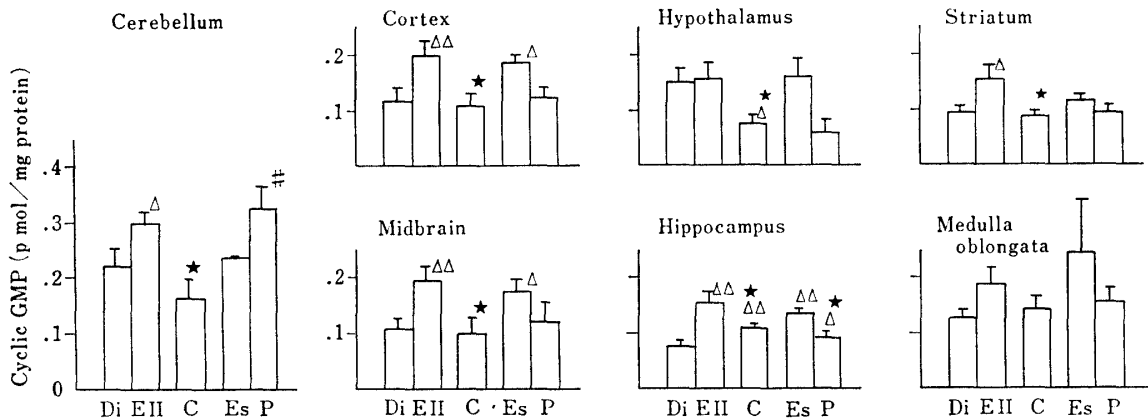 Cerebellum
Cortex
Hypothalamus
Striatum
.2
.1
△△
★
△
★
△
△
★
Cyclic GMP (p mol/mg protein)
.4
.3
.2
.1
0
△
★
#
Midbrain
Hippocampus
Medulla
oblongata
.2
.1
△△
★
△
△△
★
△△
△△
★
△
Di EII C Es P
Di EII C Es P
Di EII C Es P
Di EII C Es P